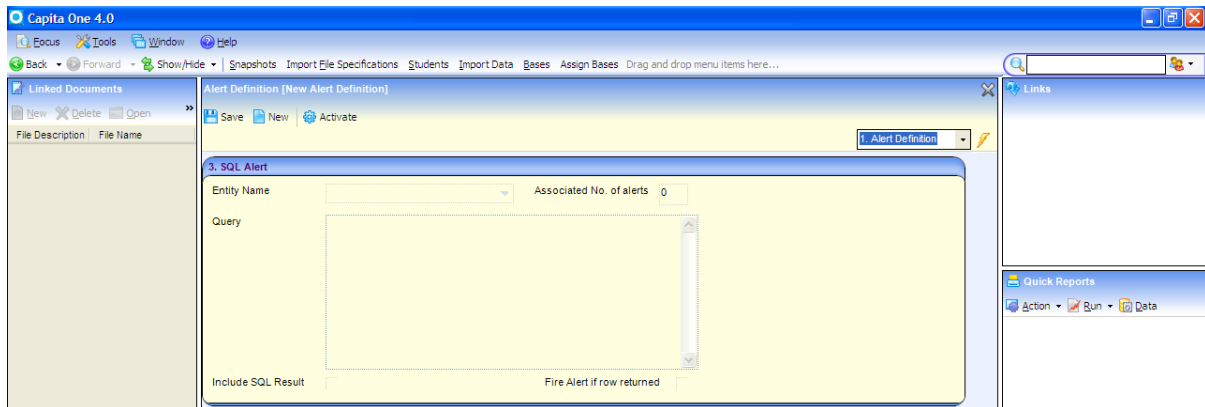 Capita One 4.0
Focus Tools Window Help
Back Forward Show/Hide Snapshots Import File Specifications Students Import Data Bases Assign Bases Drag and drop menu items here...
Linked Documents
New Delete Open »
File Description File Name
Alert Definition [New Alert Definition]
Save New Activate
1. Alert Definition
3. SQL Alert
Entity Name Associated No. of alerts 0
Query
Include SQL Result Fire Alert if row returned
Links
Quick Reports
Action Run Data